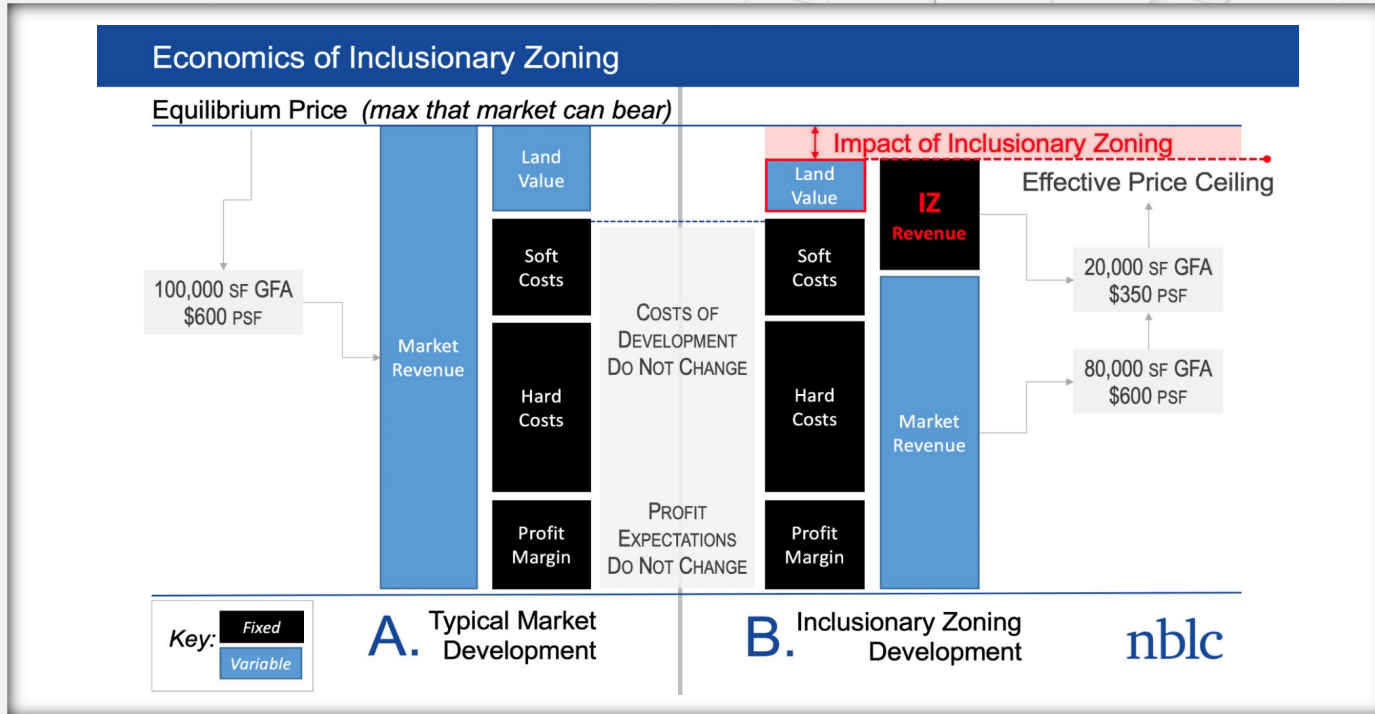 Economics of Inclusionary Zoning
Equilibrium Price (max that market can bear)
100,000 SF GFA
$600 PSF
Market
Revenue
Land
Value
Soft
Costs
Hard
Costs
Profit
Margin
COSTS OF
DEVELOPMENT
DO NOT CHANGE
PROFIT
EXPECTATIONS
DO NOT CHANGE
Impact of Inclusionary Zoning
Effective Price Ceiling
Land
Value
Soft
Costs
Hard
Costs
Profit
Margin
IZ
Revenue
Market
Revenue
20,000 SF GFA
$350 PSF
80,000 SF GFA
$600 PSF
Key:
Fixed
Variable
A. Typical Market
Development
B. Inclusionary Zoning
Development
nblc